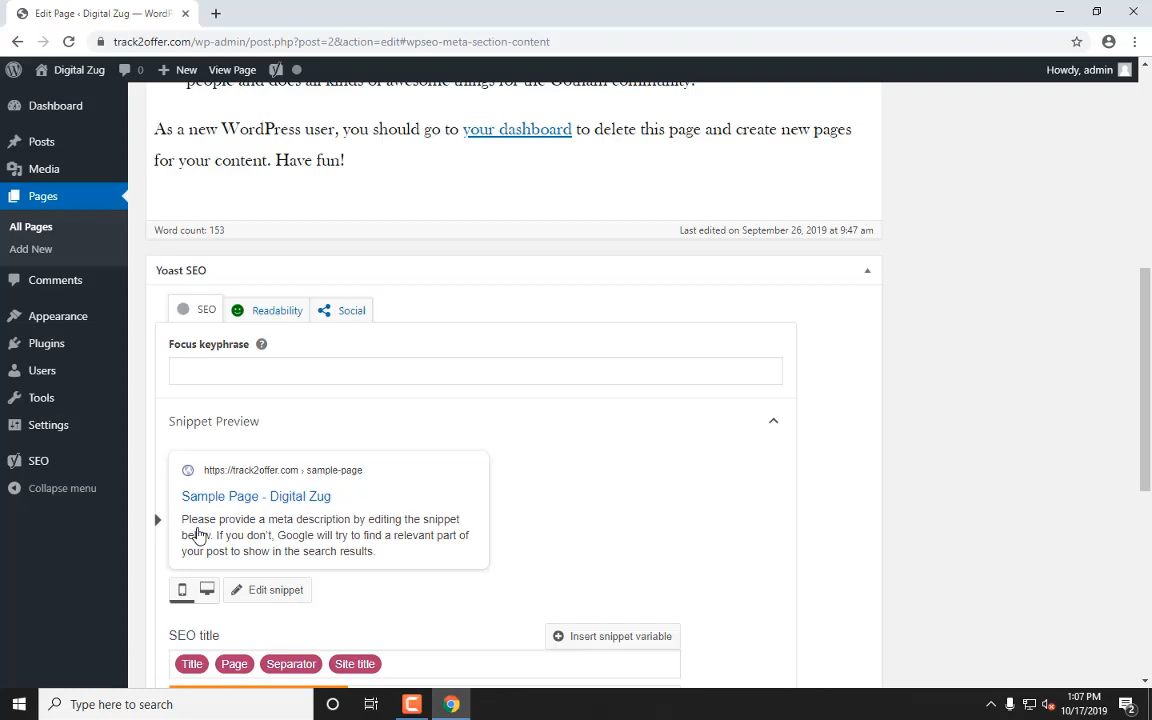 Edit Page ‹ Digital Zug — WordP
track2offer.com/wp-admin/post.php?post=2&action=edit#wpseo-meta-section-content
Digital Zug
0
New
View Page
Howdy, admin
Dashboard
Posts
Media
Pages
All Pages
Add New
Comments
Appearance
Plugins
Users
Tools
Settings
SEO
Collapse menu
people and does all kinds of awesome things for the Gotham community.
As a new WordPress user, you should go to your dashboard to delete this page and create new pages
for your content. Have fun!
Word count: 153
Last edited on September 26, 2019 at 9:47 am
Yoast SEO
SEO
Readability
Social
Focus keyphrase
Snippet Preview
https://track2offer.com › sample-page
Sample Page - Digital Zug
Please provide a meta description by editing the snippet
below. If you don't, Google will try to find a relevant part of
your post to show in the search results.
Edit snippet
SEO title
Insert snippet variable
Title
Page
Separator
Site title
Type here to search
1:07 PM
10/17/2019
2